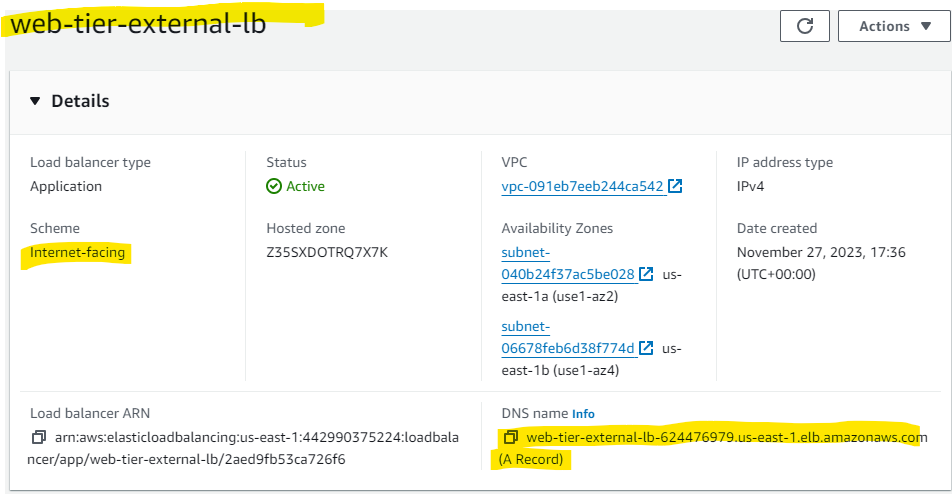 web-tier-external-lb
Actions
Details
Load balancer type
Application
Status
Active
VPC
vpc-091eb7eeb244ca542
IP address type
IPv4
Scheme
Internet-facing
Hosted zone
Z35SXDOTRQ7X7K
Availability Zones
subnet-
040b24f37ac5be028 us-
east-1a (use1-az2)
subnet-
06678feb6d38f774d us-
east-1b (use1-az4)
Date created
November 27, 2023, 17:36
(UTC+00:00)
Load balancer ARN
arn:aws:elasticloadbalancing:us-east-1:442990375224:loadbala
ncer/app/web-tier-external-lb/2aed9fb53ca726f6
DNS name Info
web-tier-external-lb-624476979.us-east-1.elb.amazonaws.com
(A Record)